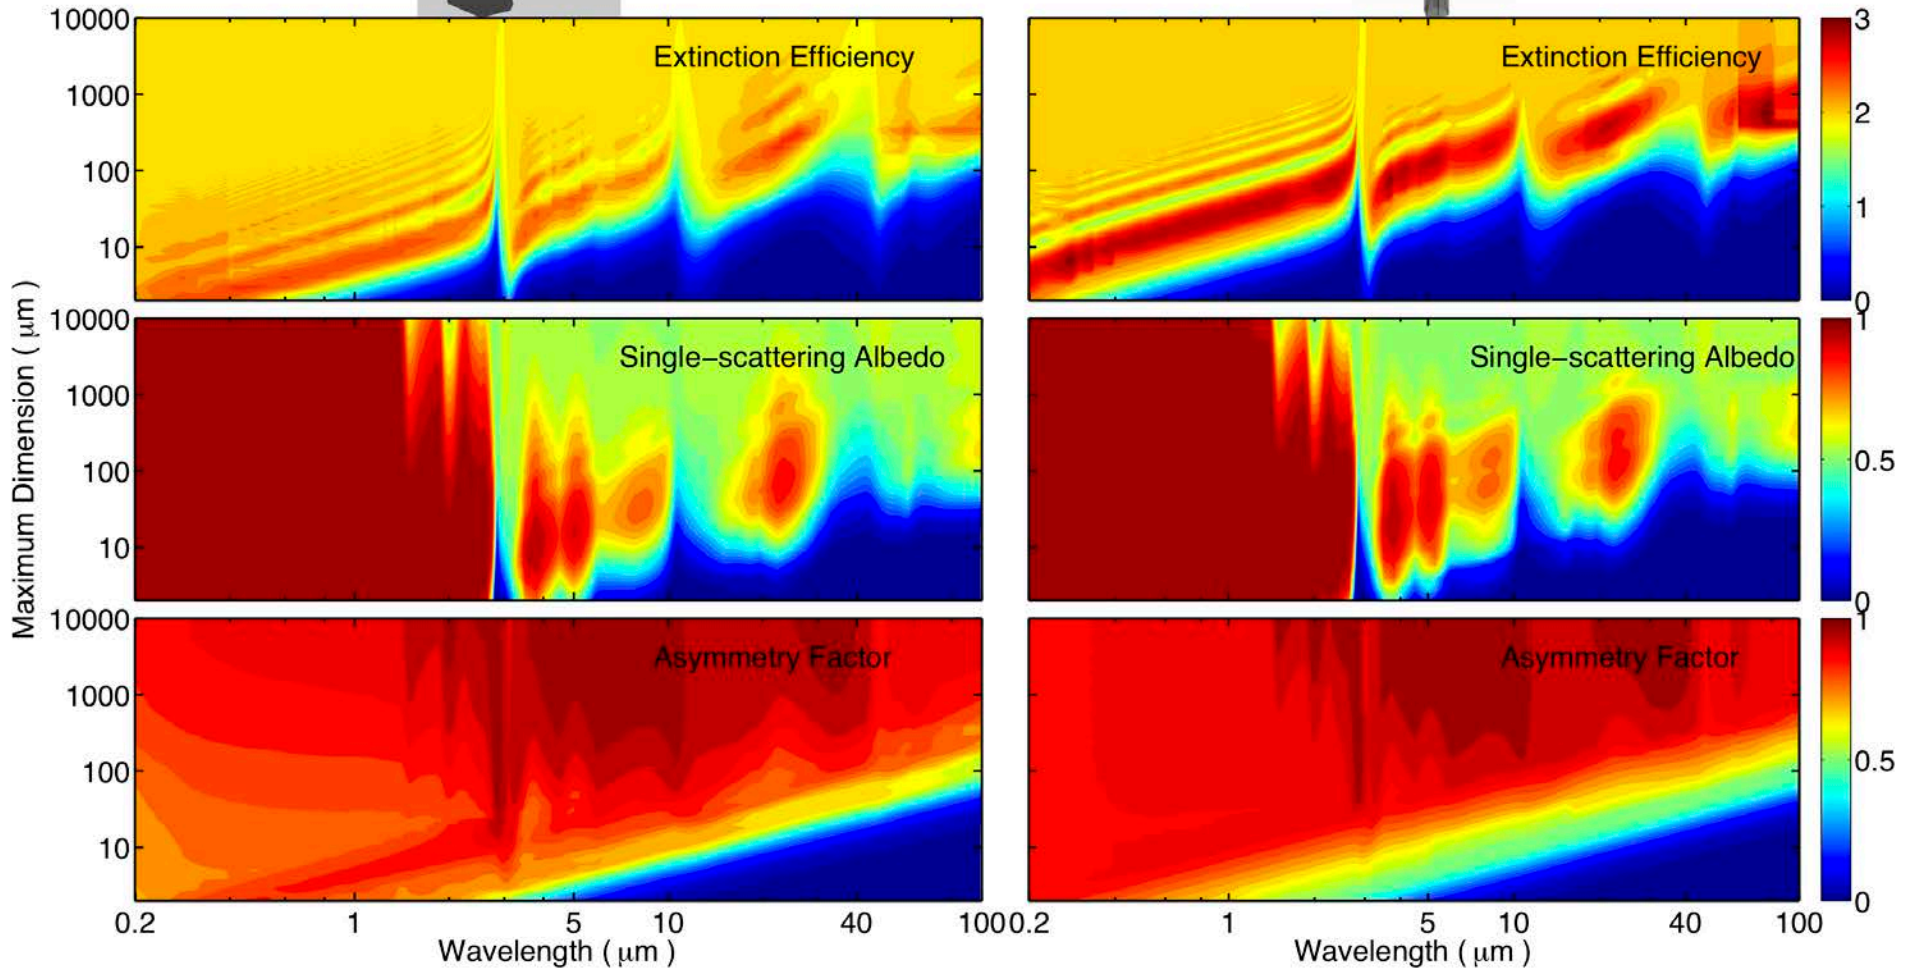 10000
1000
100
10
Extinction Efficiency
Extinction Efficiency
3
2
1
0
10000
1000
100
10
Single-scattering Albedo
Single-scattering Albedo
1
0.5
0
10000
1000
100
10
Asymmetry Factor
Asymmetry Factor
1
0.5
0
Maximum Dimension ( μm )
0.2 1 5 10 40 100
0.2 1 5 10 40 100
Wavelength ( μm )
Wavelength ( μm )